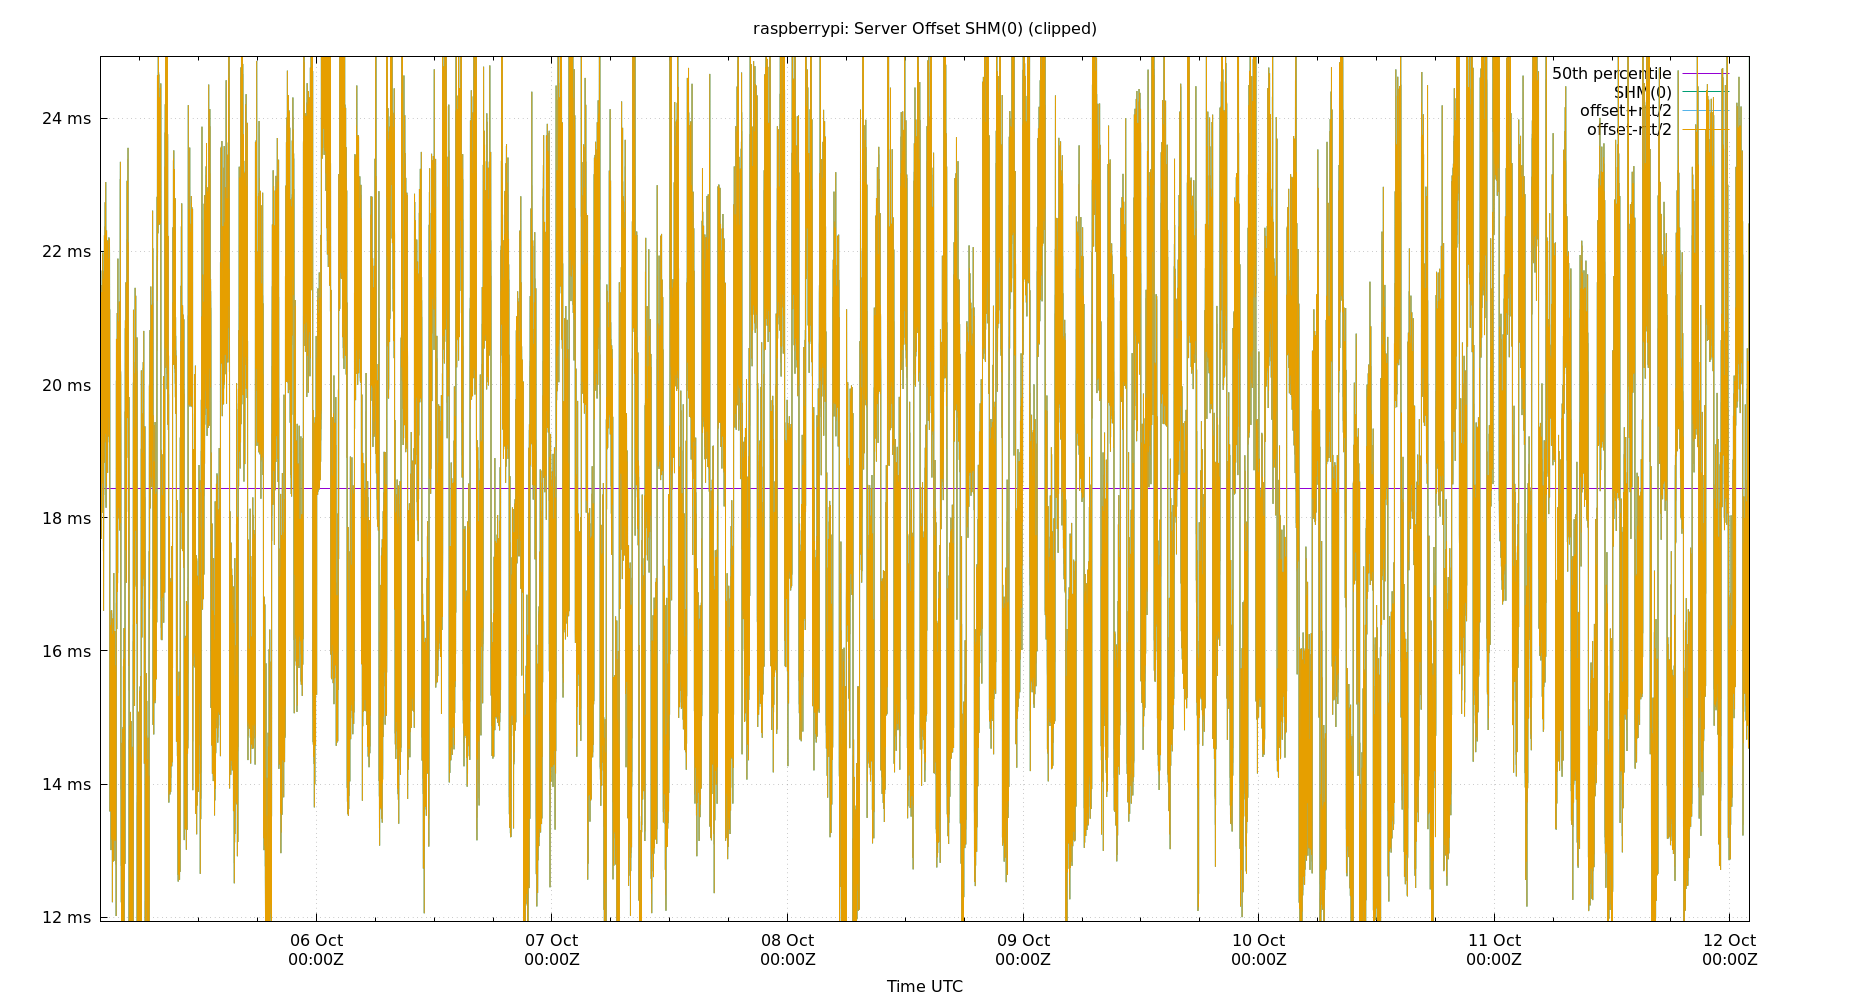 raspberrypi: Server Offset SHM(0) (clipped)
50th percentile
SHM(0)
offset+rtt/2
offset-rtt/2
24 ms
22 ms
20 ms
18 ms
16 ms
14 ms
12 ms
06 Oct 07 Oct 08 Oct 09 Oct 10 Oct 11 Oct 12 Oct
00:00Z 00:00Z 00:00Z 00:00Z 00:00Z 00:00Z 00:00Z
Time UTC